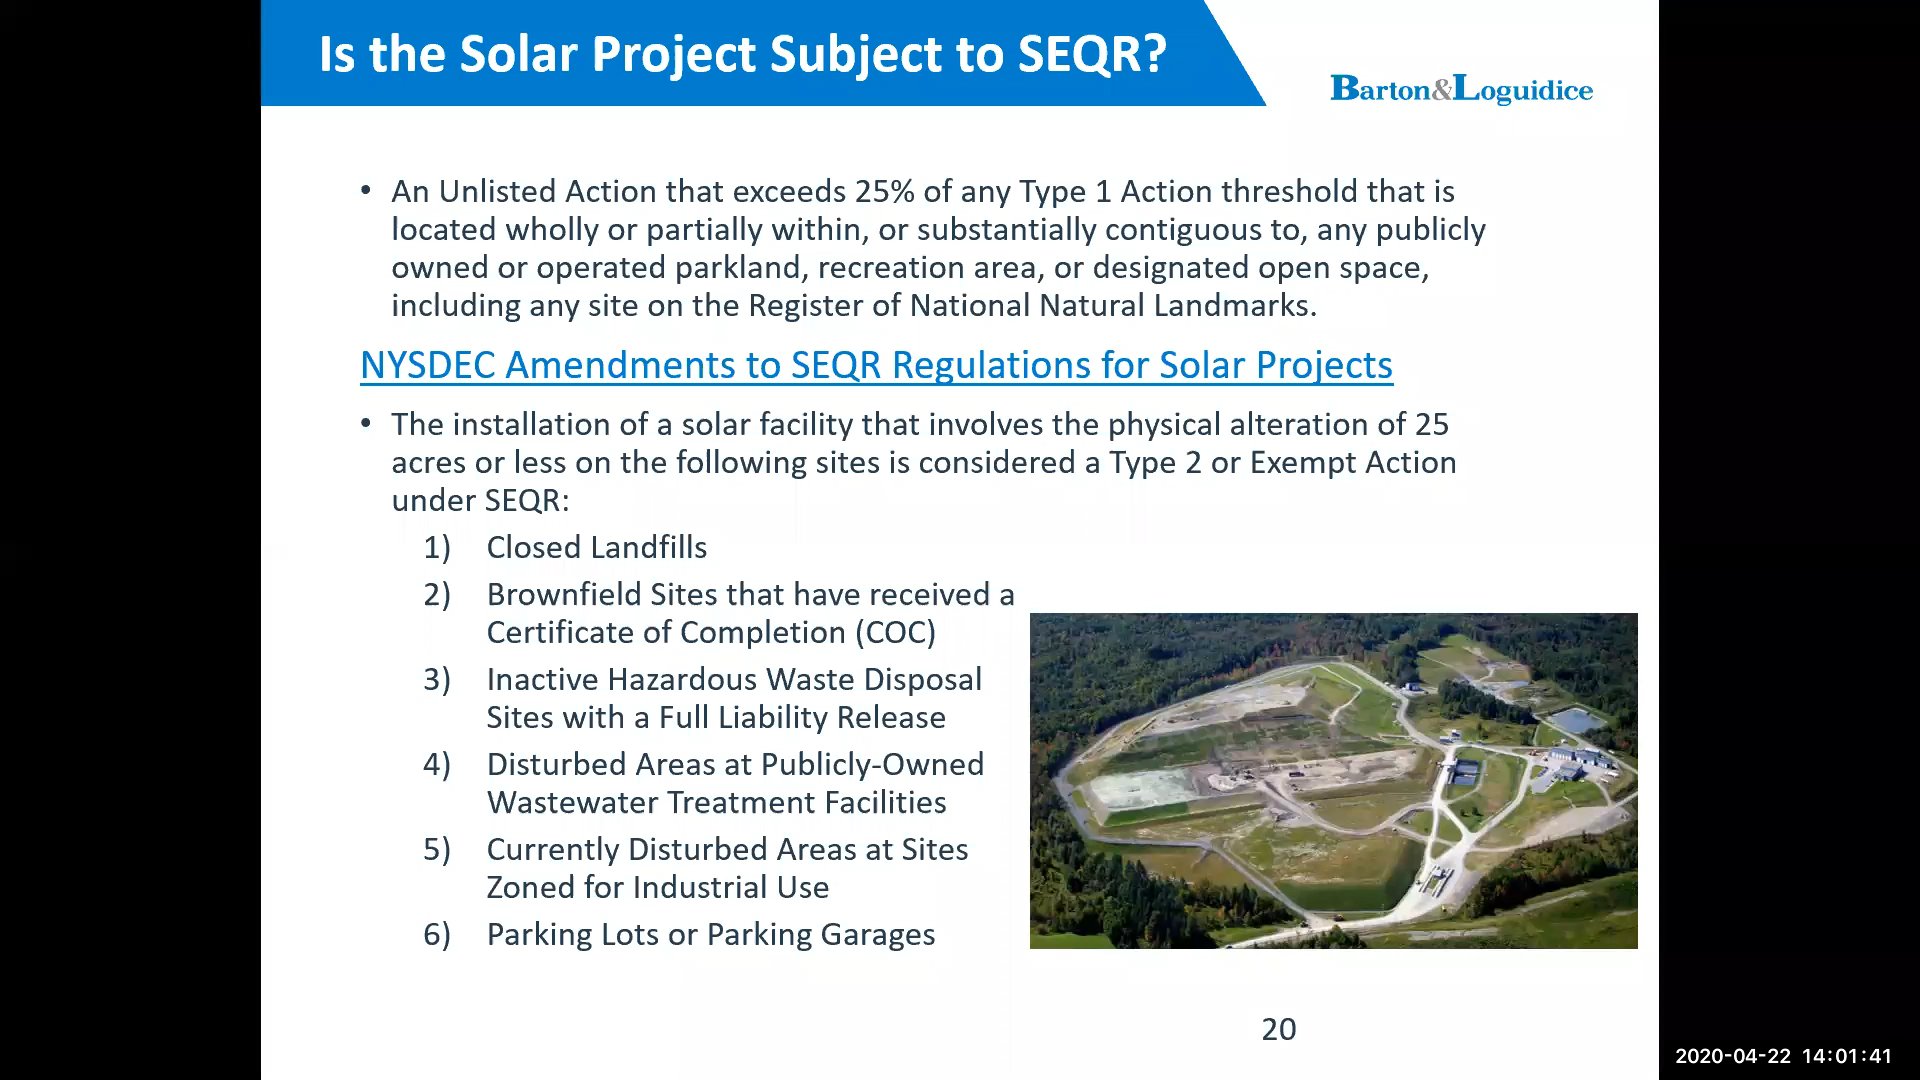 Is the Solar Project Subject to SEQR?
Barton&Loguidice
• An Unlisted Action that exceeds 25% of any Type 1 Action threshold that is
located wholly or partially within, or substantially contiguous to, any publicly
owned or operated parkland, recreation area, or designated open space,
including any site on the Register of National Natural Landmarks.
NYSDEC Amendments to SEQR Regulations for Solar Projects
• The installation of a solar facility that involves the physical alteration of 25
acres or less on the following sites is considered a Type 2 or Exempt Action
under SEQR:
1) Closed Landfills
2) Brownfield Sites that have received a
Certificate of Completion (COC)
3) Inactive Hazardous Waste Disposal
Sites with a Full Liability Release
4) Disturbed Areas at Publicly-Owned
Wastewater Treatment Facilities
5) Currently Disturbed Areas at Sites
Zoned for Industrial Use
6) Parking Lots or Parking Garages
20
2020-04-22 14:01:41